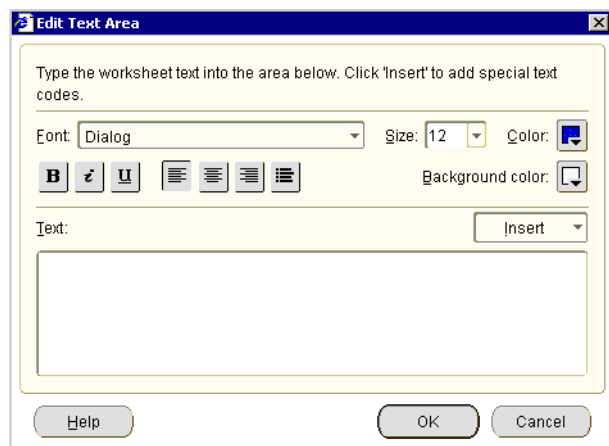 Edit Text Area
Type the worksheet text into the area below. Click 'Insert' to add special text
codes.
Font: Dialog Size: 12 Color:
B i U Background color:
Text: Insert
Help OK Cancel